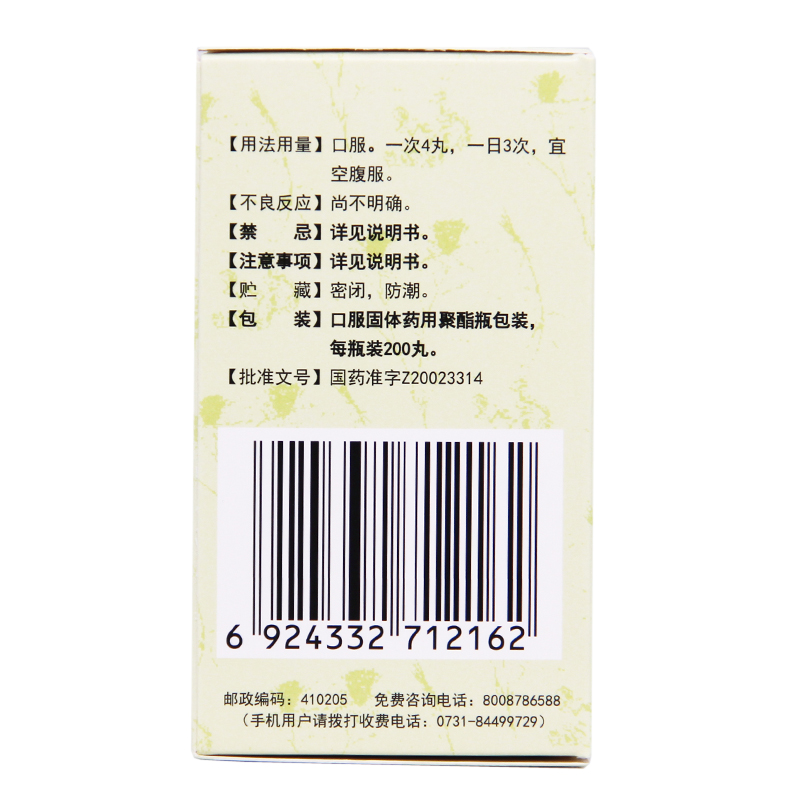 【用法用量】口服。一次4丸，一日3次，宜
空腹服。
【不良反应】尚不明确。
【禁　　忌】详见说明书。
【注意事项】详见说明书。
【贮　　藏】密闭，防潮。
【包　　装】口服固体药用聚酯瓶包装，
每瓶装200丸。
【批准文号】国药准字Z20023314
6 924332 712162
邮政编码：410205　免费咨询电话：8008786588
（手机用户请拨打收费电话：0731-84499729）